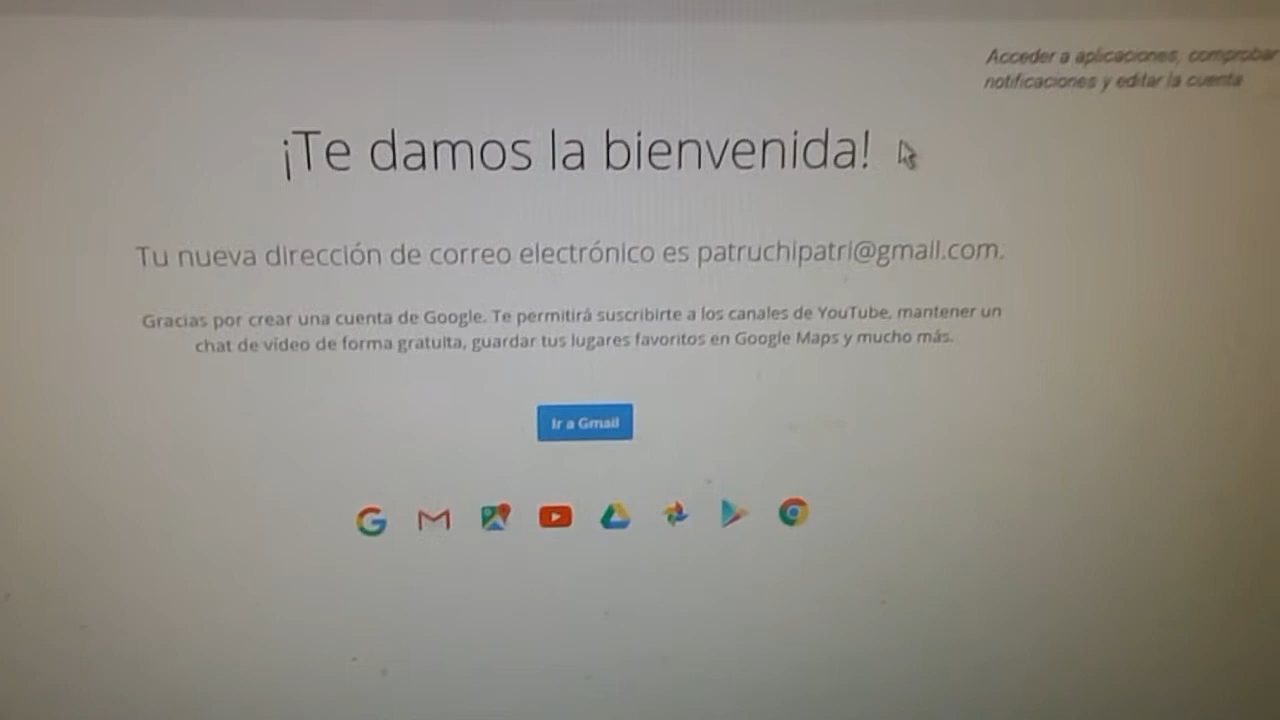 Acceder a aplicaciones, comprobar
notificaciones y editar la cuenta
¡Te damos la bienvenida!
Tu nueva dirección de correo electrónico es patruchipatri@gmail.com.
Gracias por crear una cuenta de Google. Te permitirá suscribirte a los canales de YouTube, mantener un
chat de vídeo de forma gratuita, guardar tus lugares favoritos en Google Maps y mucho más.
Ir a Gmail